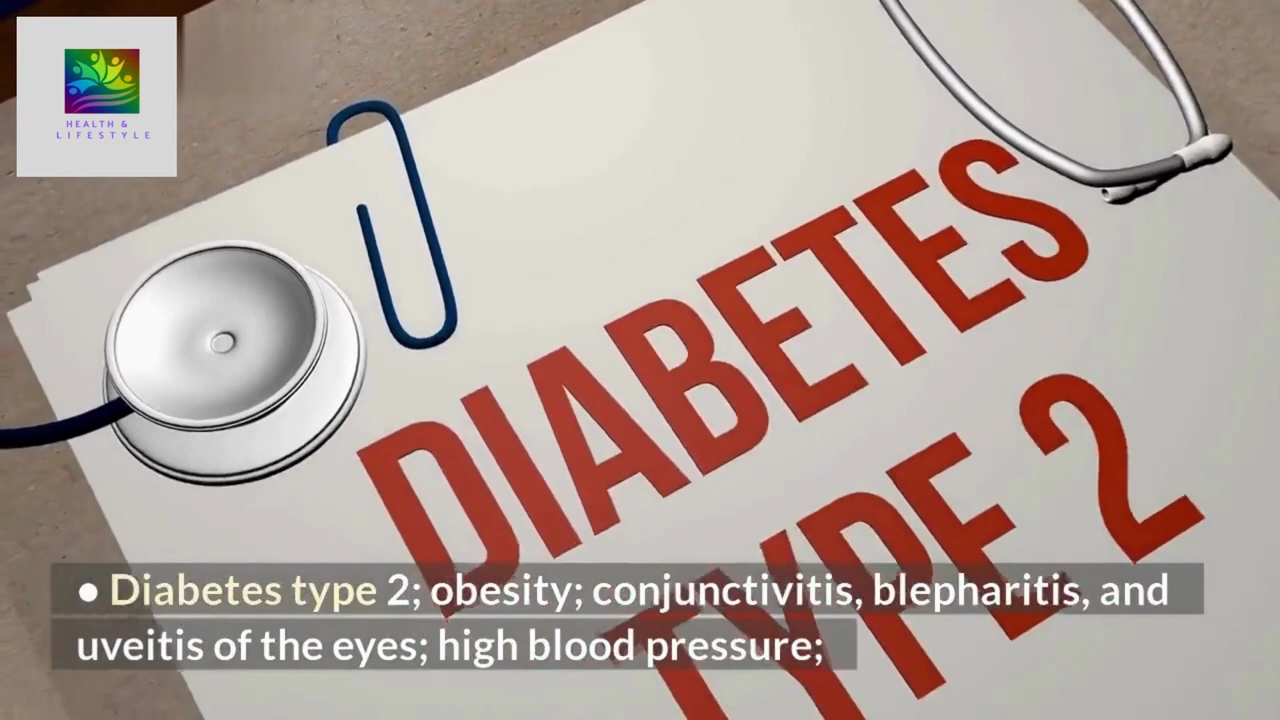 HEALTH &
LIFESTYLE
DIABETES
TYPE 2
● Diabetes type 2; obesity; conjunctivitis, blepharitis, and
uveitis of the eyes; high blood pressure;